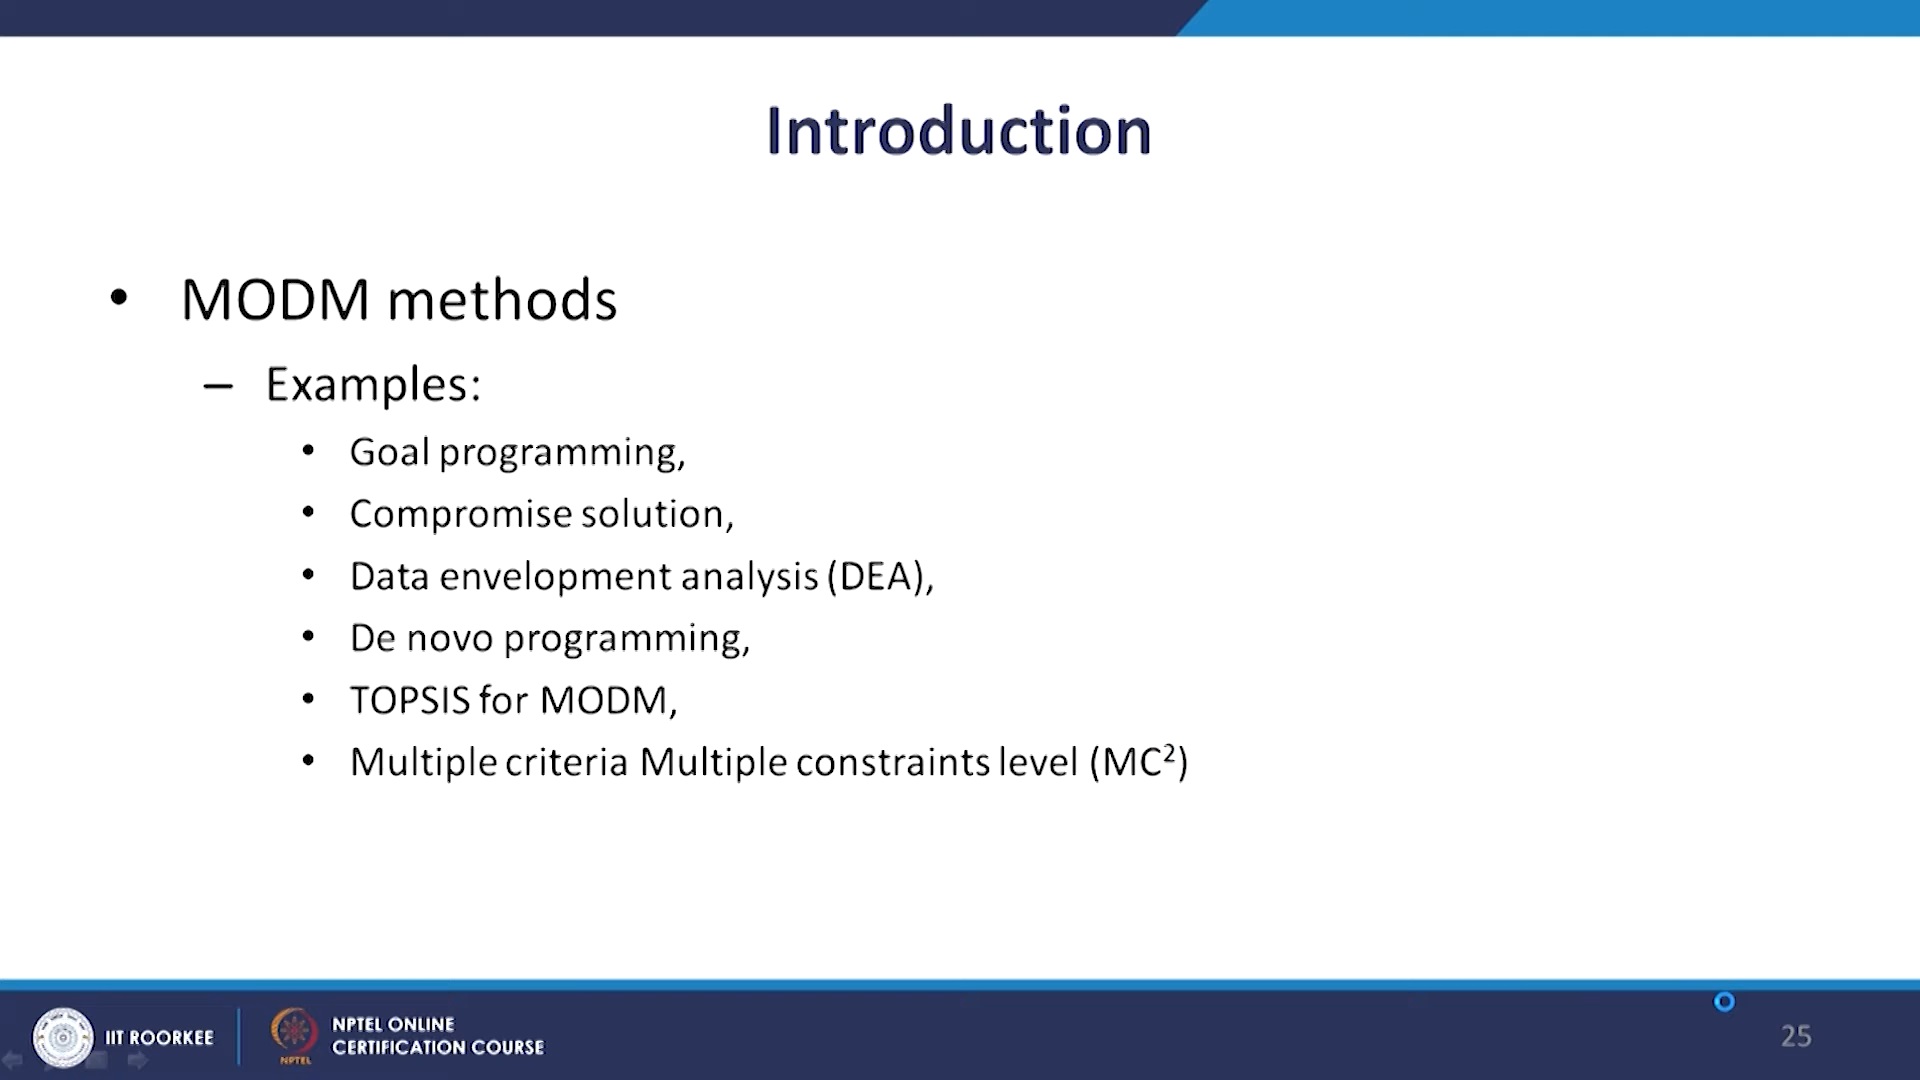 Introduction
• MODM methods
– Examples:
• Goal programming,
• Compromise solution,
• Data envelopment analysis (DEA),
• De novo programming,
• TOPSIS for MODM,
• Multiple criteria Multiple constraints level (MC²)
IIT ROORKEE
NPTEL
NPTEL ONLINE
CERTIFICATION COURSE
25